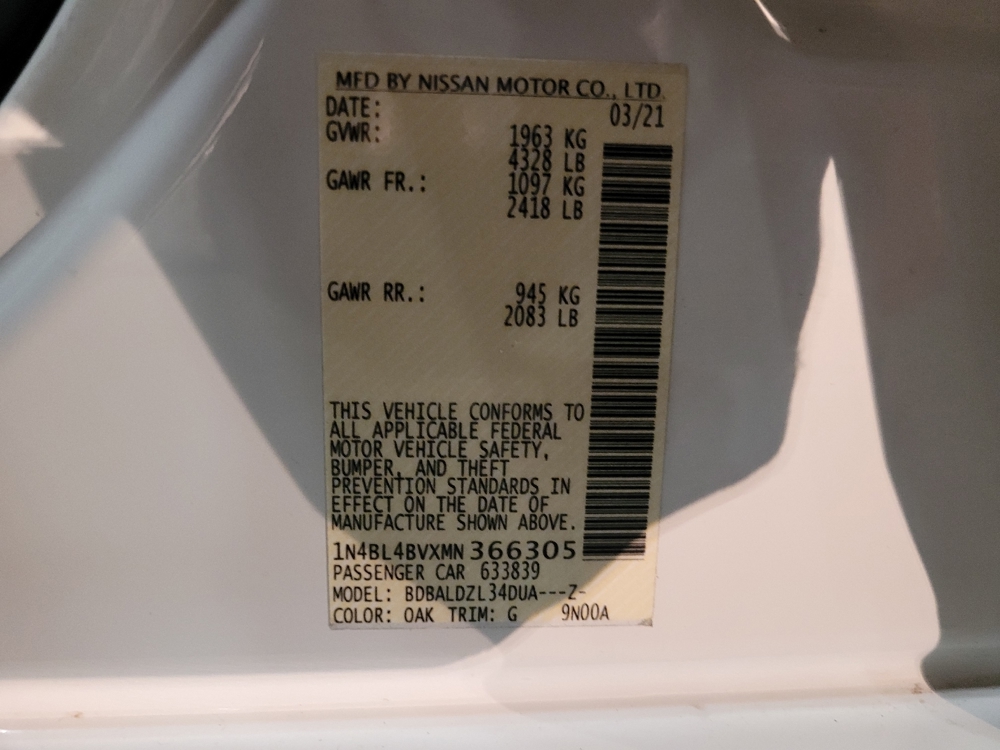 MFD BY NISSAN MOTOR CO., LTD.
DATE: 03/21
GVWR: 1963 KG
4328 LB
GAWR FR.: 1097 KG
2418 LB
GAWR RR.: 945 KG
2083 LB
THIS VEHICLE CONFORMS TO
ALL APPLICABLE FEDERAL
MOTOR VEHICLE SAFETY,
BUMPER, AND THEFT
PREVENTION STANDARDS IN
EFFECT ON THE DATE OF
MANUFACTURE SHOWN ABOVE.
1N4BL4BVXMN366305
PASSENGER CAR 633839
MODEL: BDBALDZL34DUA---Z-
COLOR: QAK TRIM: G 9N00A